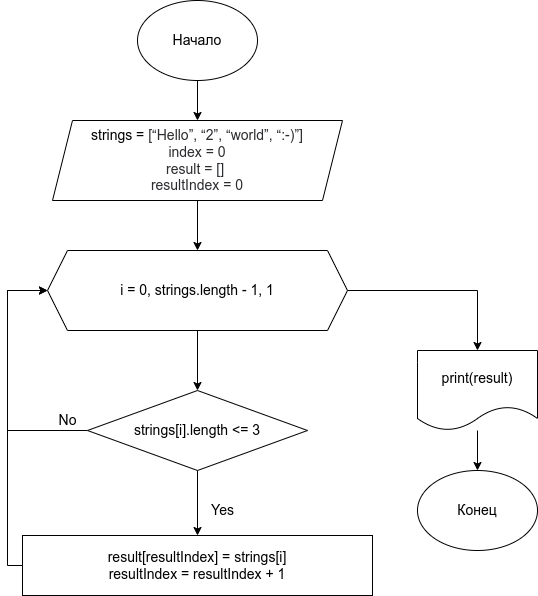 Начало
strings = [“Hello”, “2”, “world”, “:-)”]
index = 0
result = []
resultIndex = 0
i = 0, strings.length - 1, 1
print(result)
No
strings[i].length <= 3
Yes
Конец
result[resultIndex] = strings[i]
resultIndex = resultIndex + 1